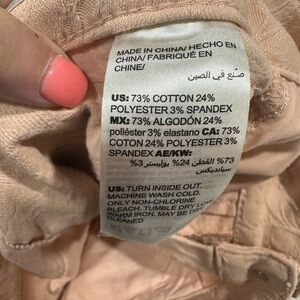 MADE IN CHINA/ HECHO EN
CHINA/ FABRIQUÉ EN
CHINE/
صنع في الصين
US: 73% COTTON 24%
POLYESTER 3% SPANDEX
MX: 73% ALGODÓN 24%
poliéster 3% elastano CA: 73%
COTON 24% POLYESTER 3%
SPANDEX AE/KW:
73% القطن 24% بوليستر 3%
سباندیكس
US: TURN INSIDE OUT,
MACHINE WASH COLD,
ONLY NON-CHLORINE
BLEACH, TUMBLE DRY LOW,
WARM IRON, MAY BE DRY
CLEANED